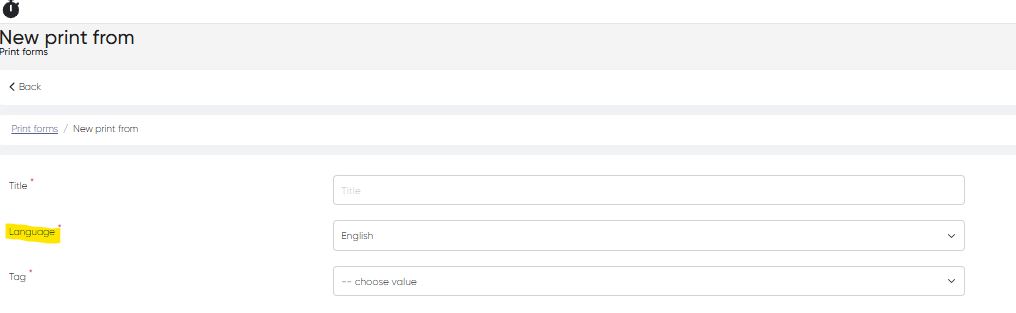 New print from
Print forms
Back
Print forms / New print from
Title *
Title
Language *
English
Tag *
-- choose value